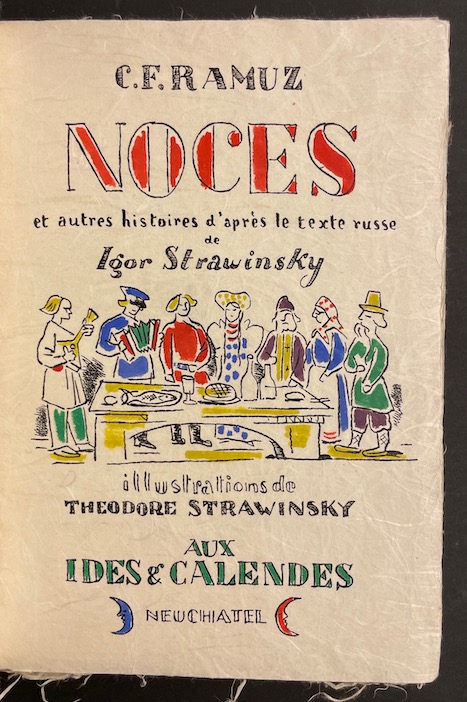 C.F. RAMUZ
NOCES
et autres histoires d'après le texte russe
de
Igor Strawinsky
illustrations de
THEODORE STRAWINSKY
AUX
IDES & CALENDES
NEUCHATEL